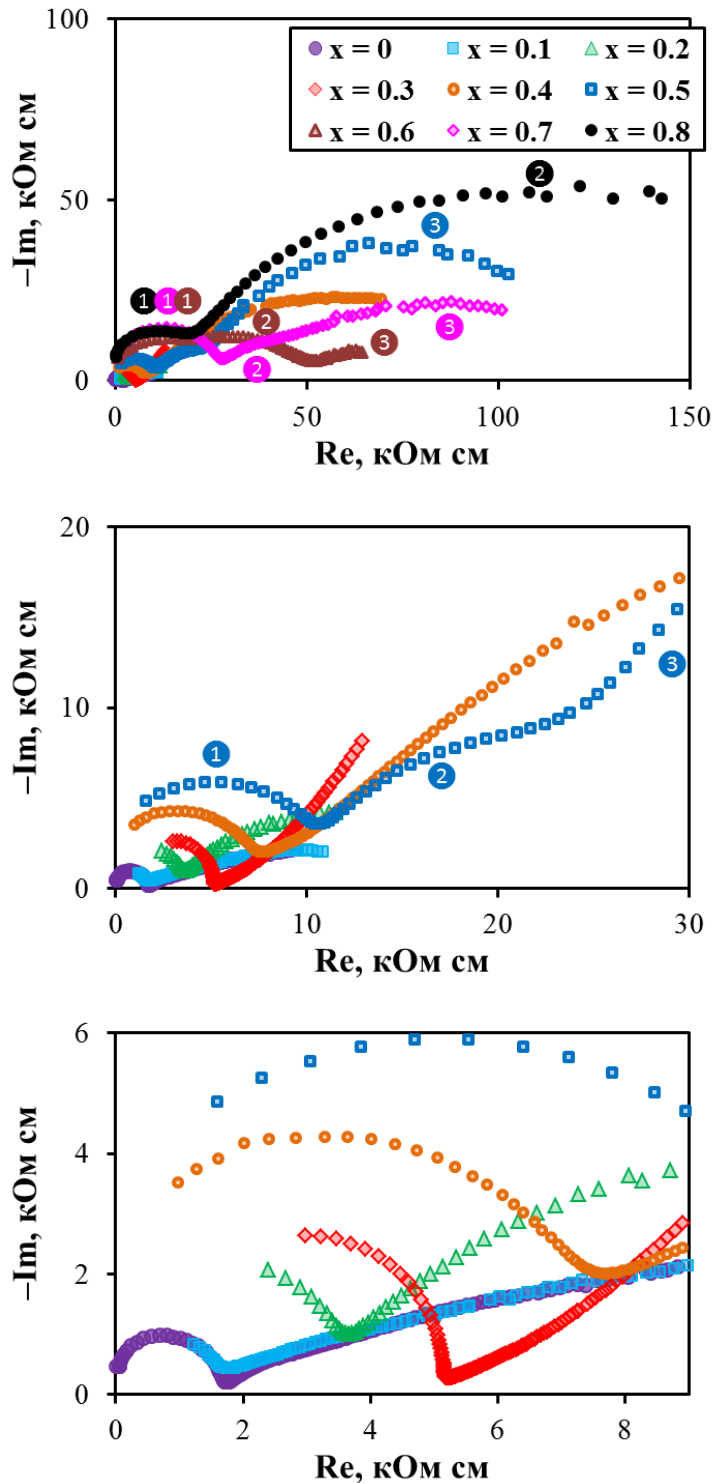 100
x = 0 x = 0.1 x = 0.2
x = 0.3 x = 0.4 x = 0.5
x = 0.6 x = 0.7 x = 0.8
2
3
50
1 1 1
2
3 3
2
0
0 50 100 150
–Im, кОм см
Re, кОм см
20
3
10
1
2
0
0 10 20 30
–Im, кОм см
Re, кОм см
6
4
2
0
0 2 4 6 8
–Im, кОм см
Re, кОм см